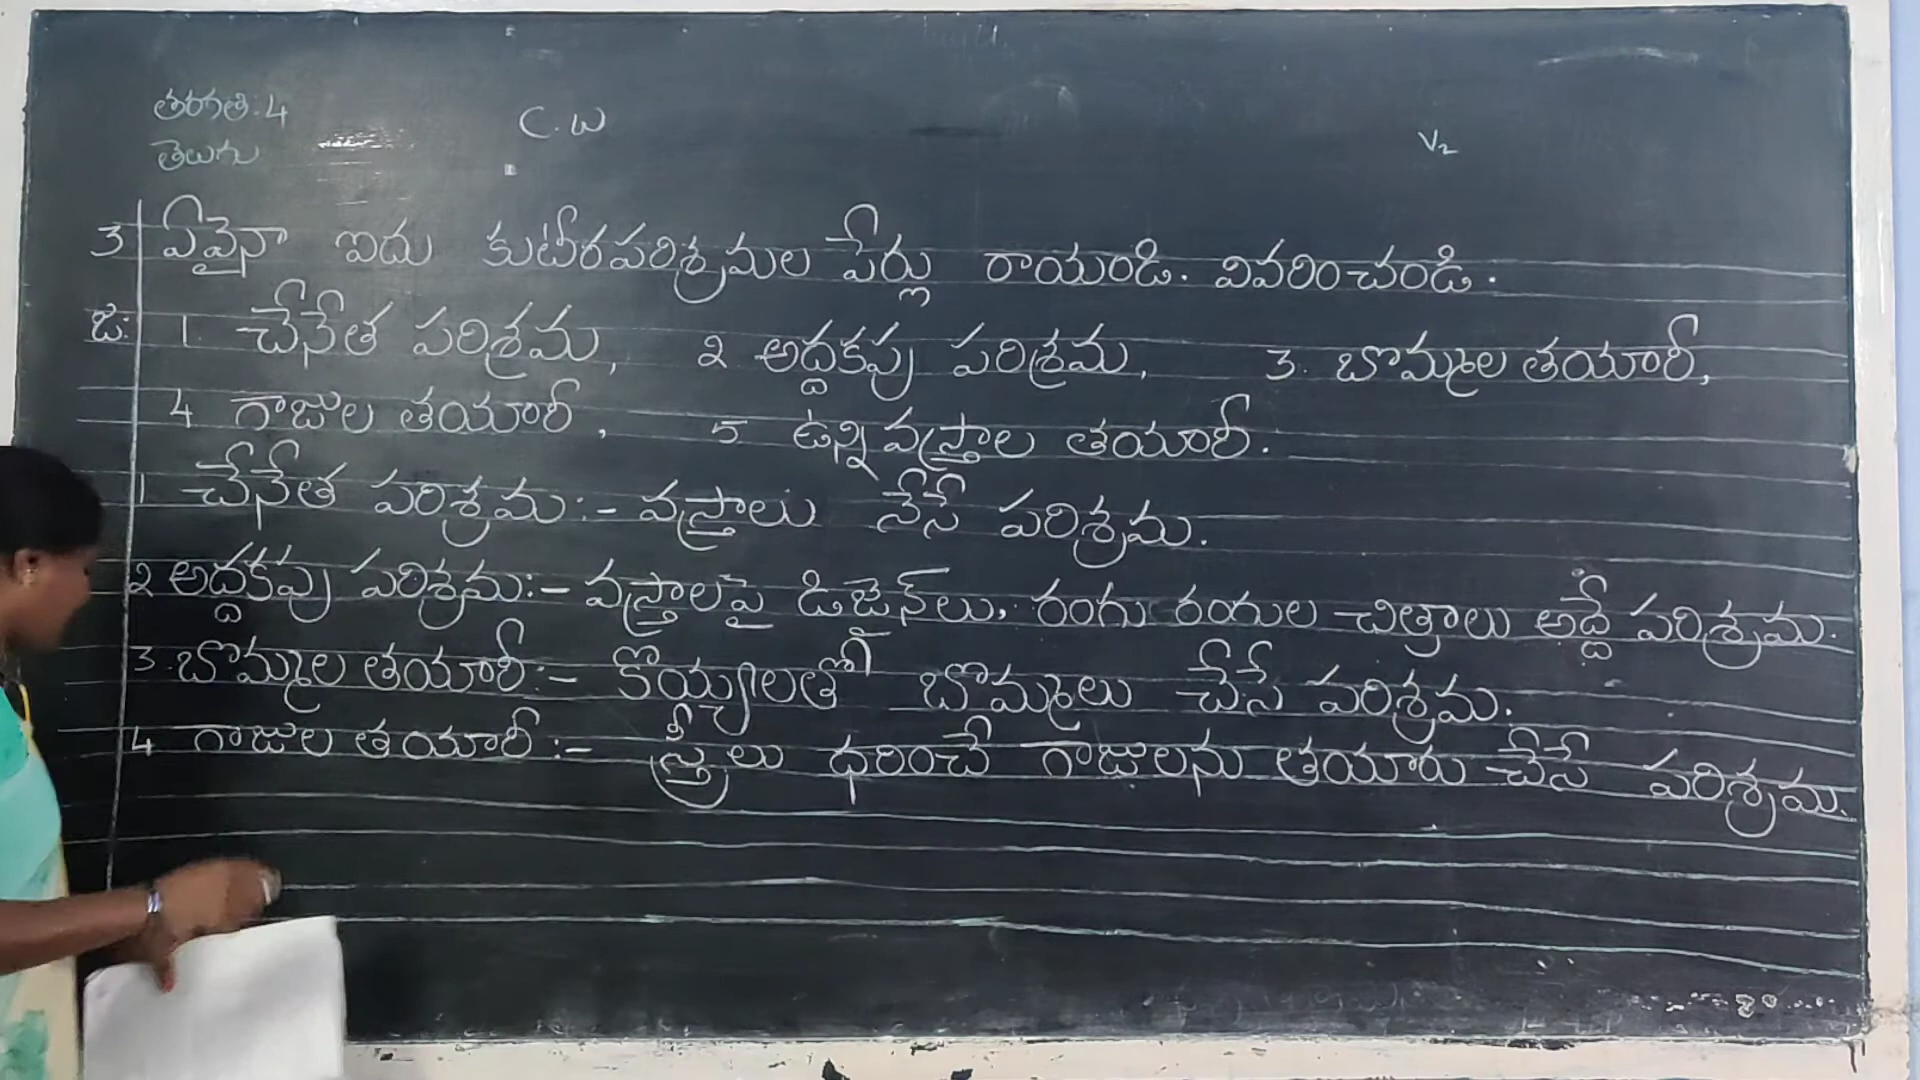 తరగతి:4
తెలుగు
C.W
V2
3 ఏవైనా ఐదు కుటీరపరిశ్రమల పేర్లు రాయండి. వివరించండి.
జ: 1. చేనేత పరిశ్రమ, 2 అద్దకపు పరిశ్రమ, 3. బొమ్మల తయారీ,
4 గాజుల తయారీ, 5 ఉన్నివస్త్రాల తయారీ.
1 చేనేత పరిశ్రమ:- వస్త్రాలు నేసే పరిశ్రమ.
2 అద్దకపు పరిశ్రమ:- వస్త్రాలపై డిజైన్‌లు, రంగు రంగుల చిత్రాలు అద్దే పరిశ్రమ.
3. బొమ్మల తయారీ:- కొయ్యలతో బొమ్మలు చేసే పరిశ్రమ.
4 గాజుల తయారీ:- స్త్రీలు ధరించే గాజులను తయారు చేసే పరిశ్రమ.